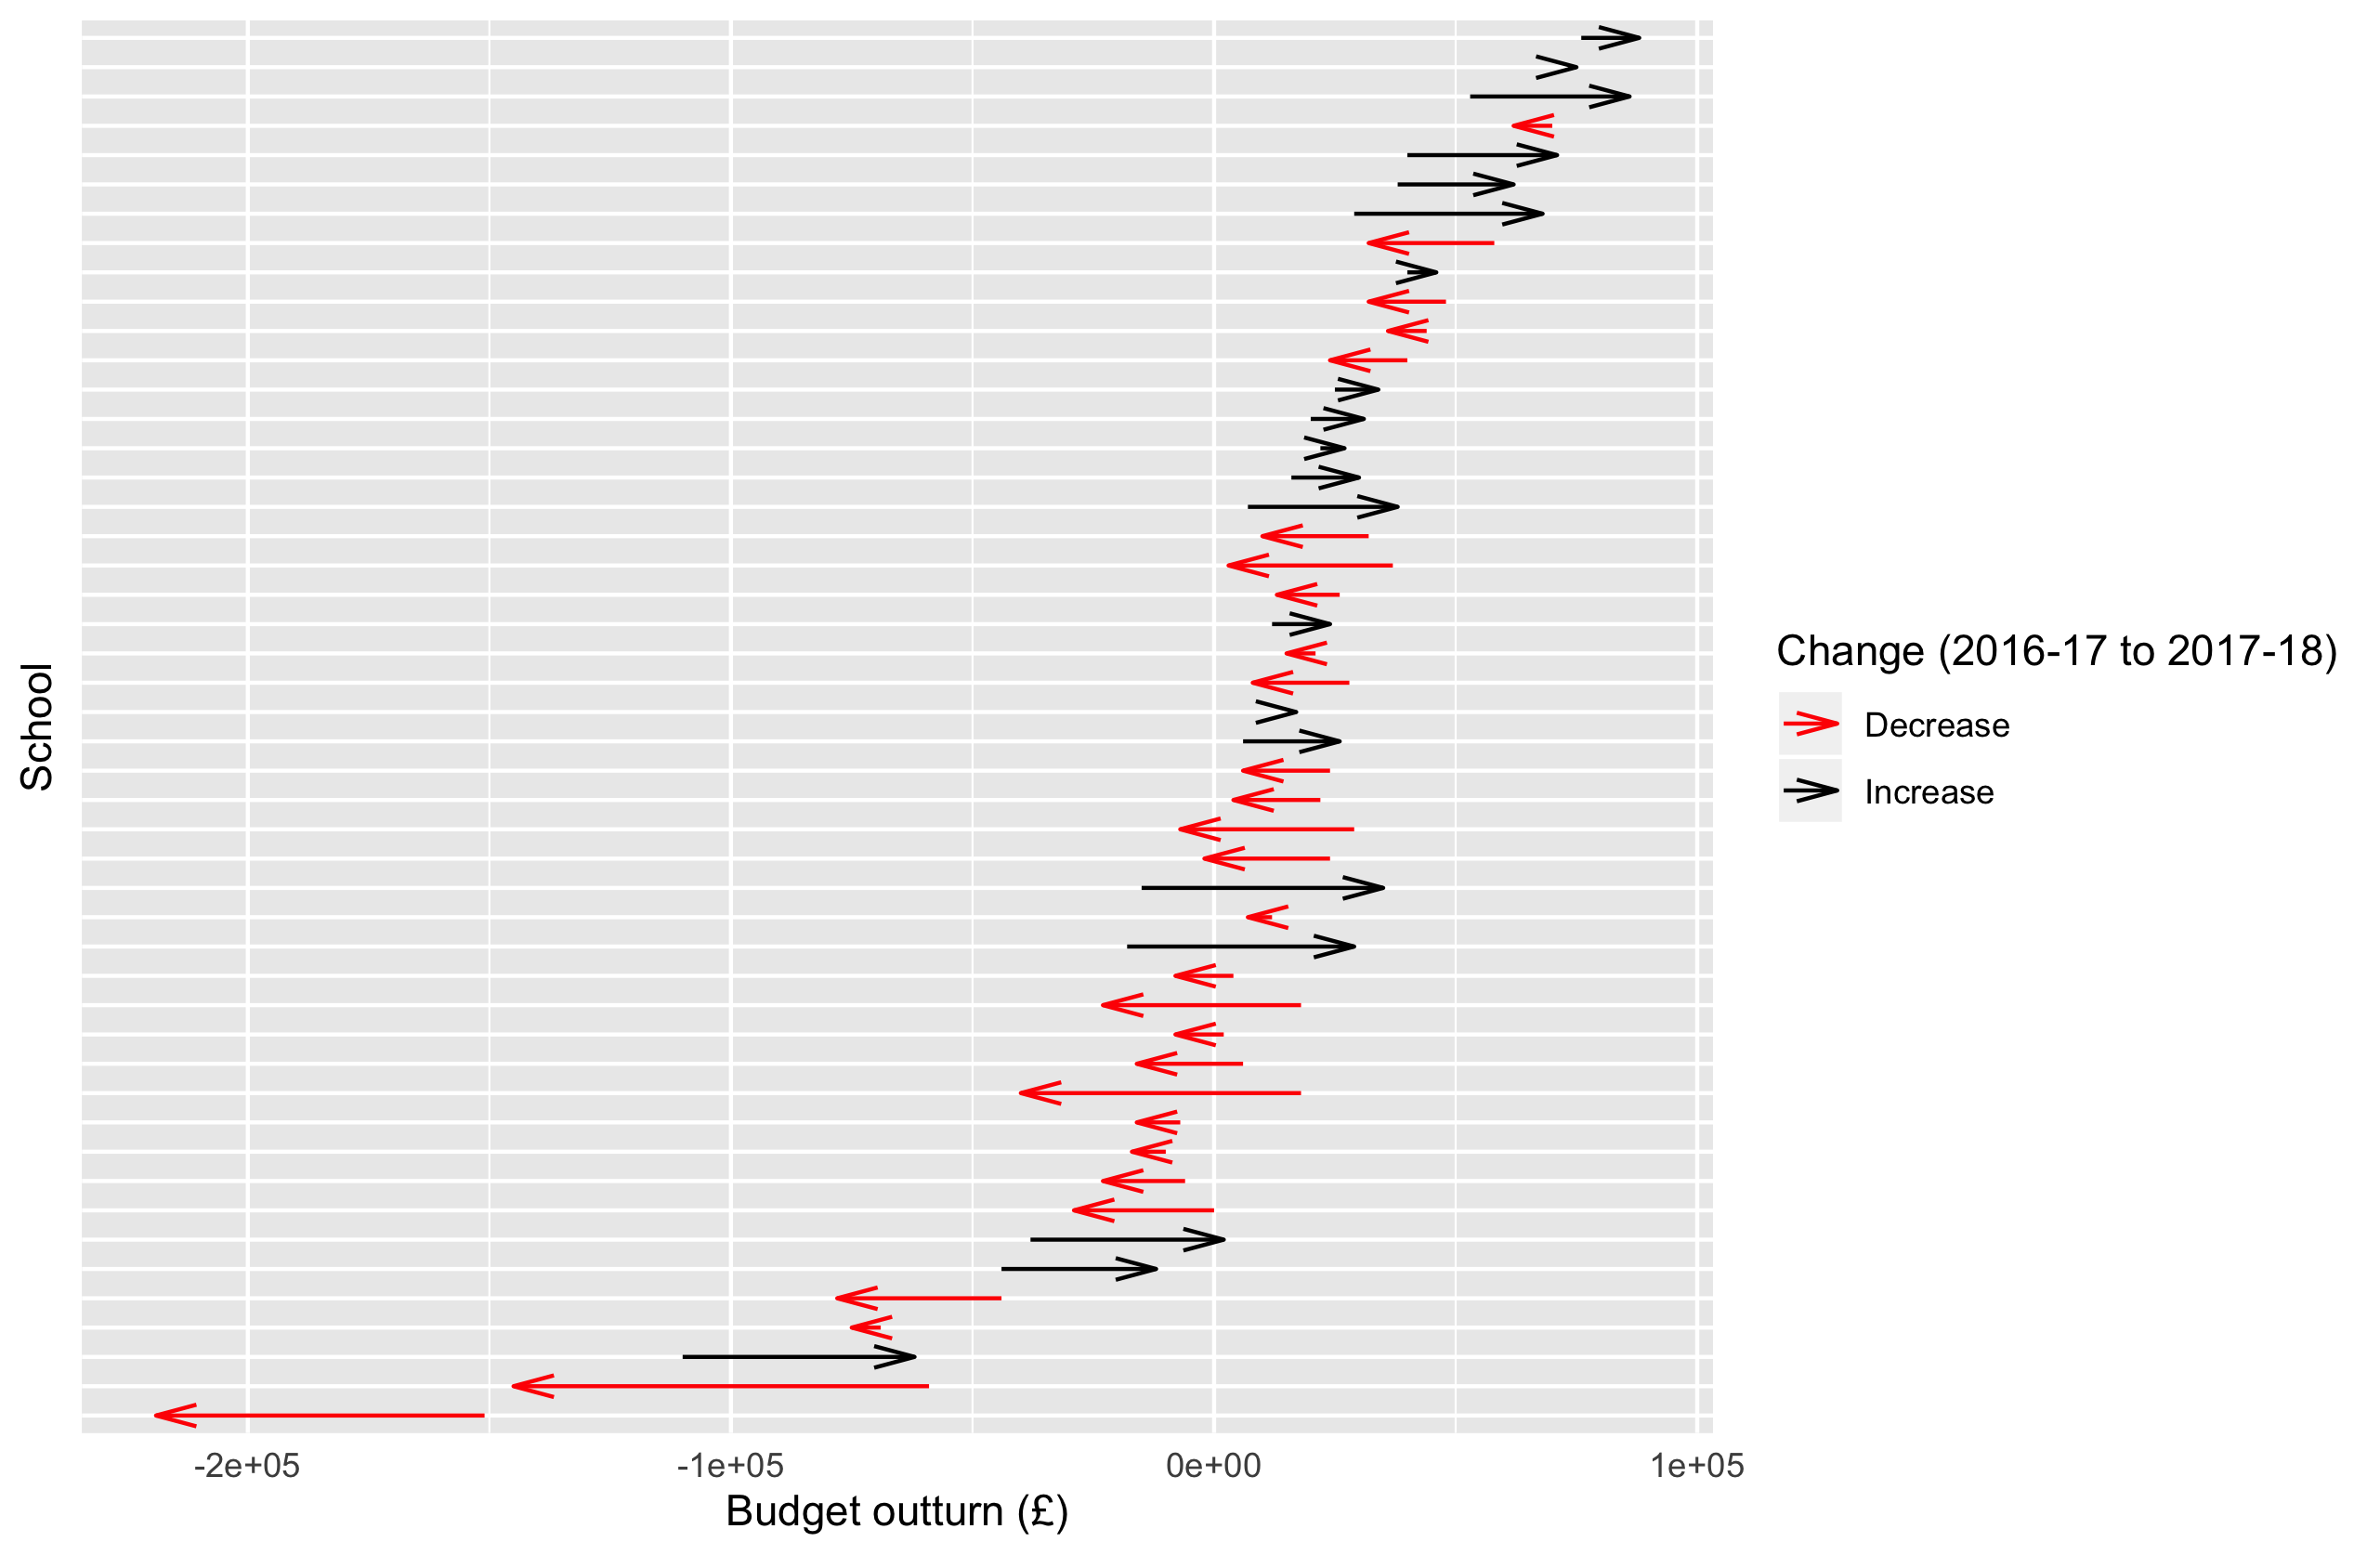 School
-2e+05
-1e+05
0e+00
1e+05
Budget outturn (£)
Change (2016-17 to 2017-18)
Decrease
Increase